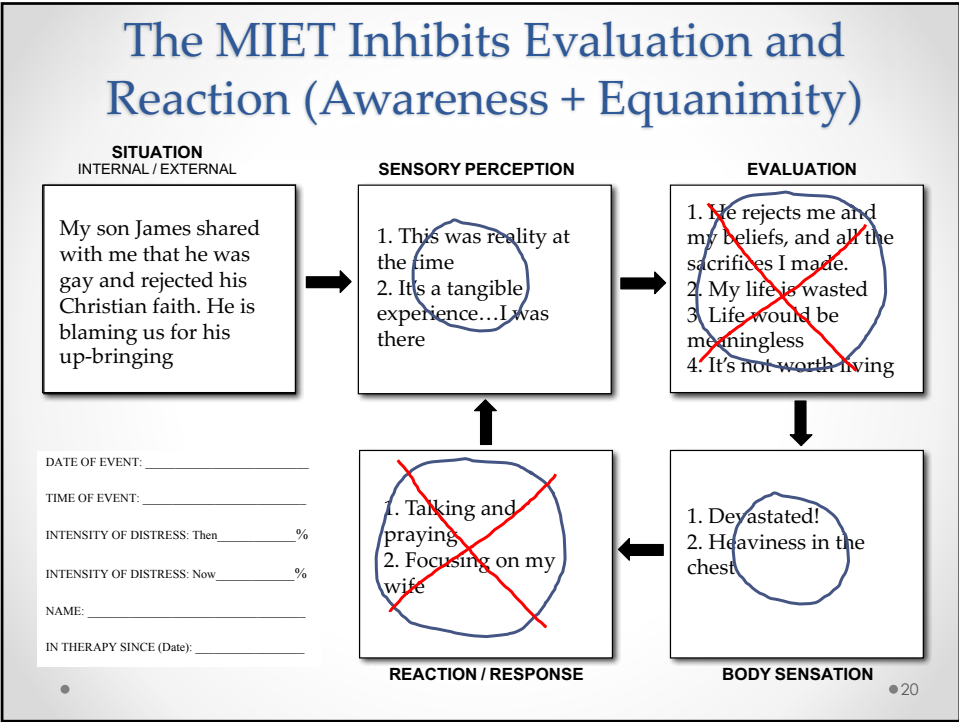 The MIET Inhibits Evaluation and
Reaction (Awareness + Equanimity)
SITUATION
INTERNAL / EXTERNAL
My son James shared
with me that he was
gay and rejected his
Christian faith. He is
blaming us for his
up-bringing
SENSORY PERCEPTION
1. This was reality at
the time
2. It's a tangible
experience…I was
there
EVALUATION
1. He rejects me and
my beliefs, and all the
sacrifices I made.
2. My life is wasted
3. Life would be
meaningless
4. It's not worth living
DATE OF EVENT: ____________________________
TIME OF EVENT: ____________________________
INTENSITY OF DISTRESS: Then_____________%
INTENSITY OF DISTRESS: Now_____________%
NAME: _____________________________________
IN THERAPY SINCE (Date): __________________
1. Talking and
praying
2. Focusing on my
wife
REACTION / RESPONSE
1. Devastated!
2. Heaviness in the
chest
BODY SENSATION
20